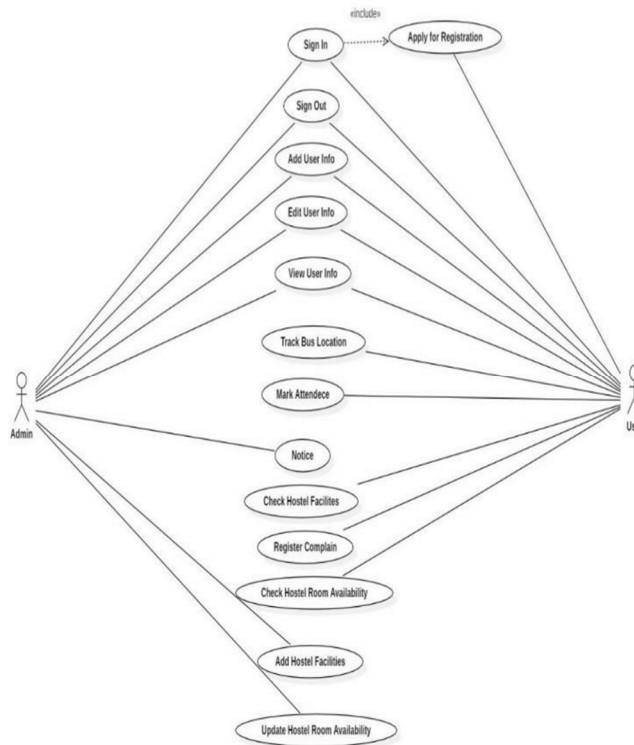 «include»
Sign In
Apply for Registration
Sign Out
Add User Info
Edit User Info
View User Info
Track Bus Location
Mark Attendece
Admin
Us
Notice
Check Hostel Facilites
Register Complain
Check Hostel Room Availability
Add Hostel Facilities
Update Hostel Room Availability